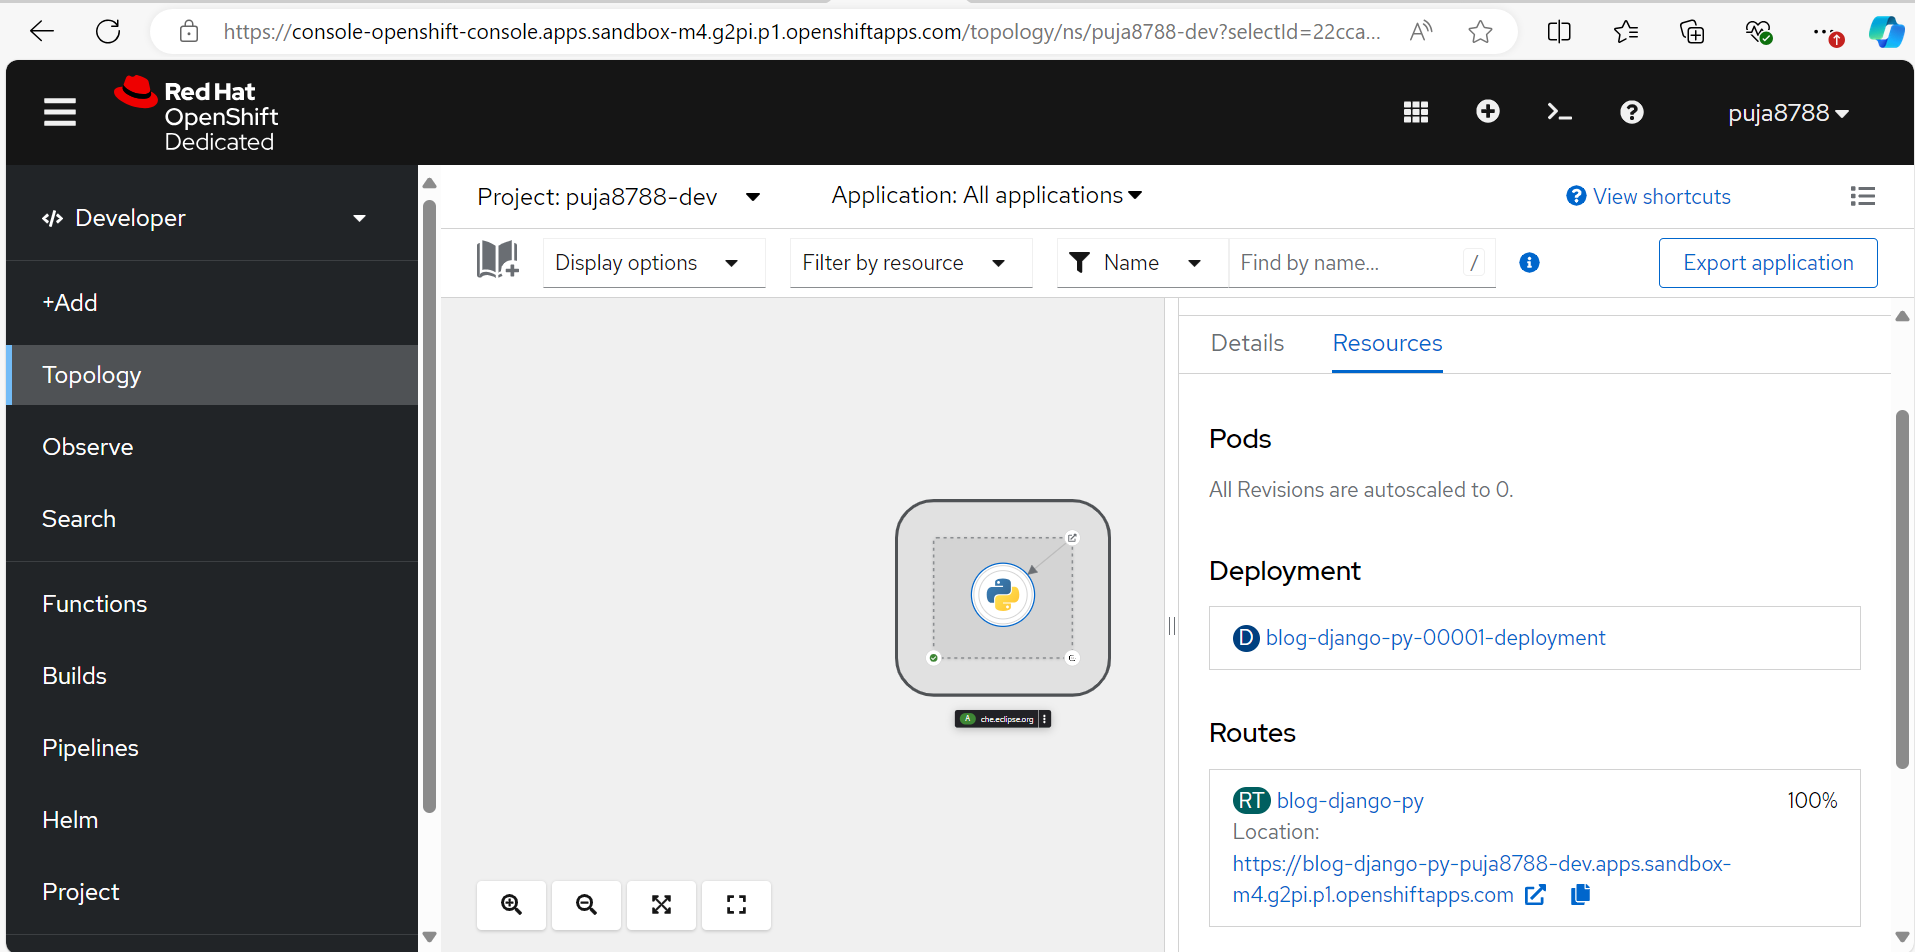 https://console-openshift-console.apps.sandbox-m4.g2pi.p1.openshiftapps.com/topology/ns/puja8788-dev?selectId=22cca...
Red Hat
OpenShift
Dedicated
puja8788
Developer
+Add
Topology
Observe
Search
Functions
Builds
Pipelines
Helm
Project
Project: puja8788-dev
Application: All applications
View shortcuts
Display options
Filter by resource
Name
Find by name...
/
Export application
A che.eclipse.org
Details
Resources
Pods
All Revisions are autoscaled to 0.
Deployment
D blog-django-py-00001-deployment
Routes
RT blog-django-py
100%
Location:
https://blog-django-py-puja8788-dev.apps.sandbox-
m4.g2pi.p1.openshiftapps.com